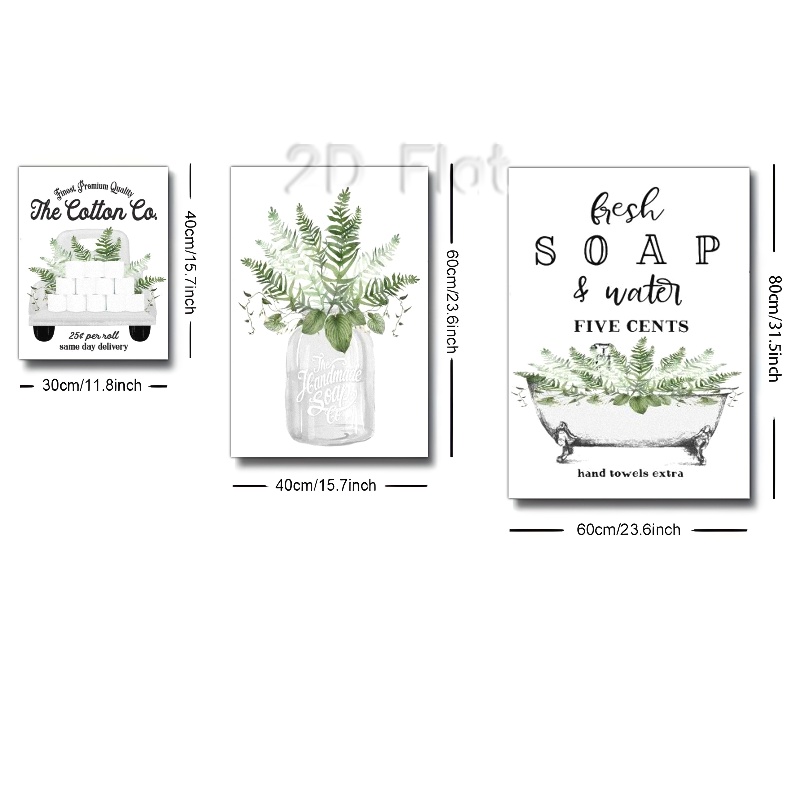 2D Flat
Finest Premium Quality
The Cotton Co.
25¢ per roll
same day delivery
40cm/15.7inch
30cm/11.8inch
The
Handmade
Soap
Co.
60cm/23.6inch
40cm/15.7inch
fresh
SOAP
& water
FIVE CENTS
hand towels extra
80cm/31.5inch
60cm/23.6inch